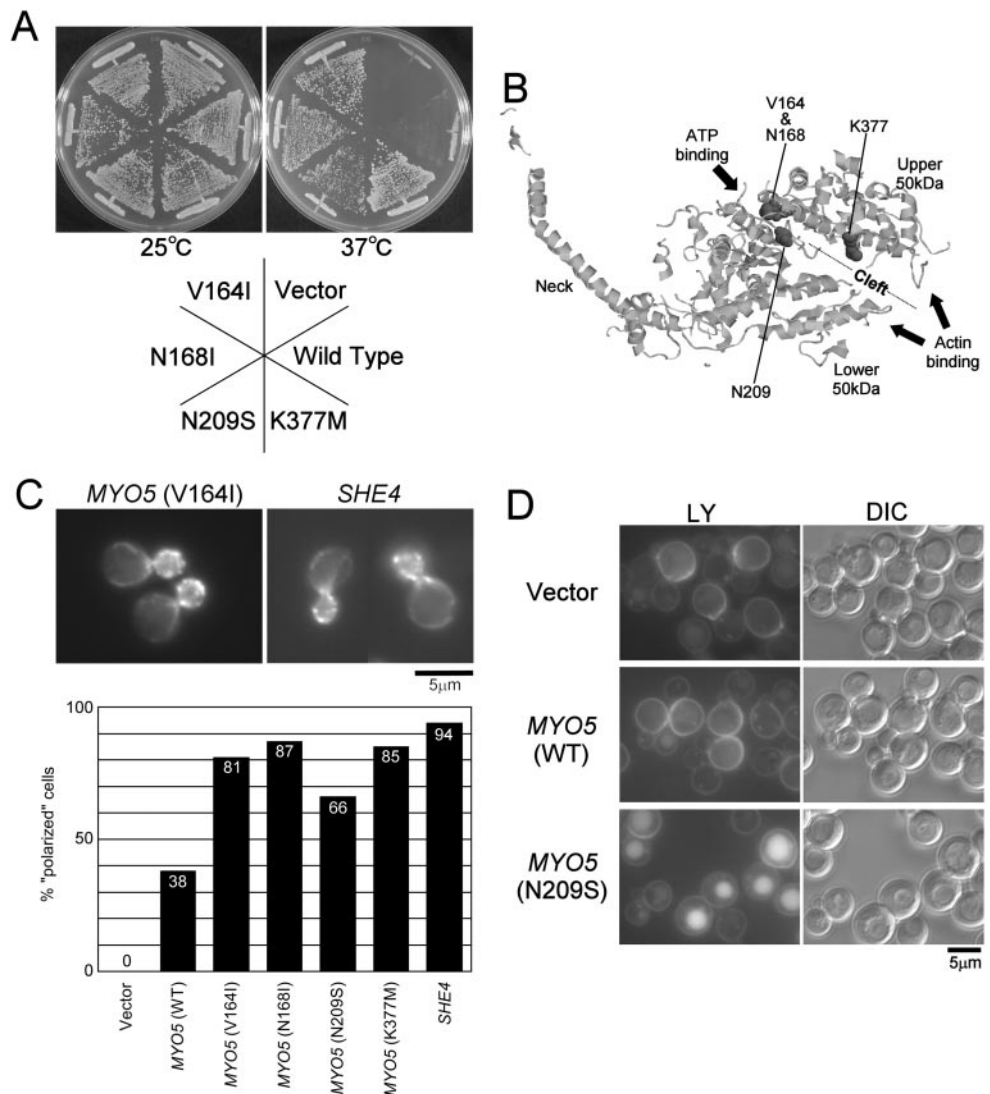 A
25°C
37°C
V164I
Vector
N168I
Wild Type
N209S
K377M
B
V164
&
N168
K377
ATP
binding
Upper
50kDa
Neck
Cleft
Actin
binding
Lower
50kDa
N209
C
MYO5 (V164I)
SHE4
5μm
% "polarized" cells
100
50
0
0
38
81
87
66
85
94
Vector
MYO5 (WT)
MYO5 (V164I)
MYO5 (N168I)
MYO5 (N209S)
MYO5 (K377M)
SHE4
D
LY
DIC
Vector
MYO5
(WT)
MYO5
(N209S)
5μm